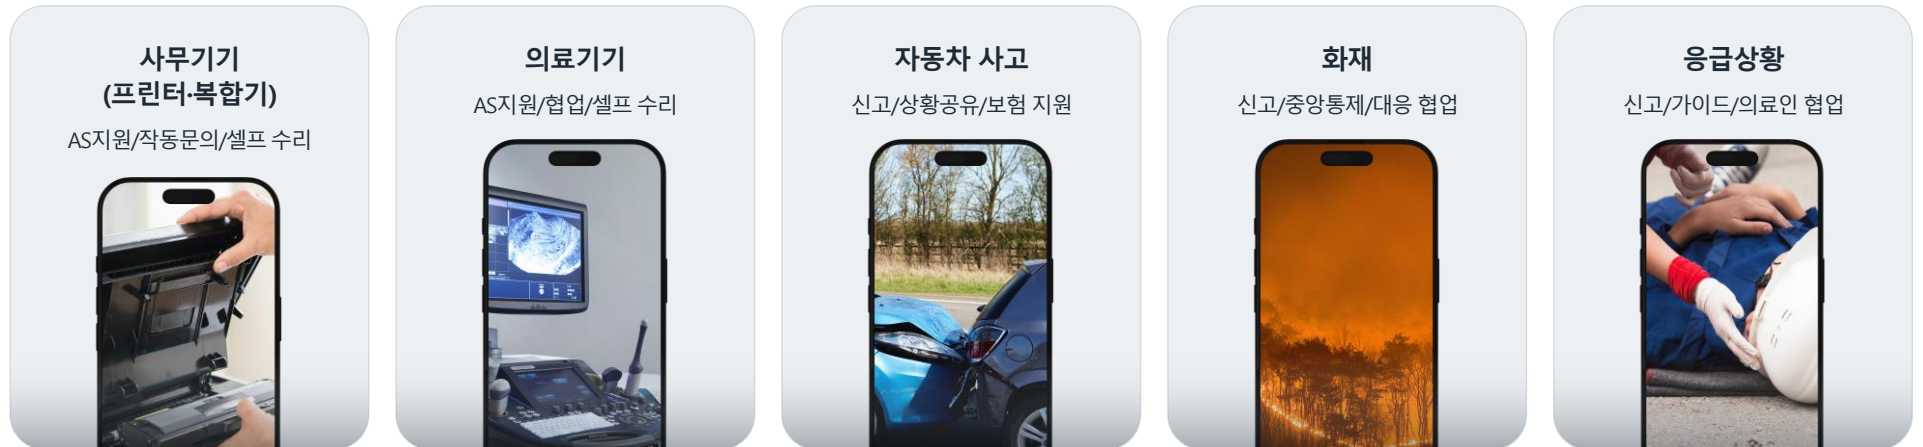 사무기기
(프린터·복합기)
AS지원/작동문의/셀프 수리
의료기기
AS지원/협업/셀프 수리
자동차 사고
신고/상황공유/보험 지원
화재
신고/중앙통제/대응 협업
응급상황
신고/가이드/의료인 협업